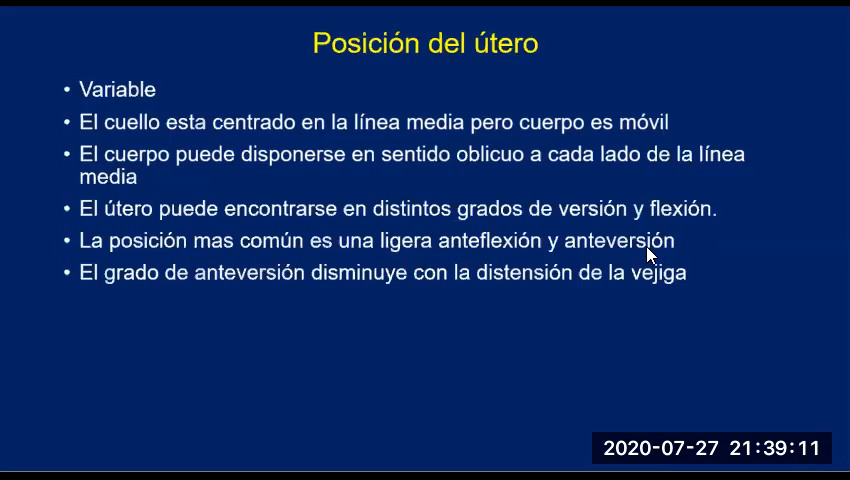 Posición del útero
• Variable
• El cuello esta centrado en la línea media pero cuerpo es móvil
• El cuerpo puede disponerse en sentido oblicuo a cada lado de la línea
media
• El útero puede encontrarse en distintos grados de versión y flexión.
• La posición mas común es una ligera anteflexión y anteversión
• El grado de anteversión disminuye con la distensión de la vejiga
2020-07-27 21:39:11